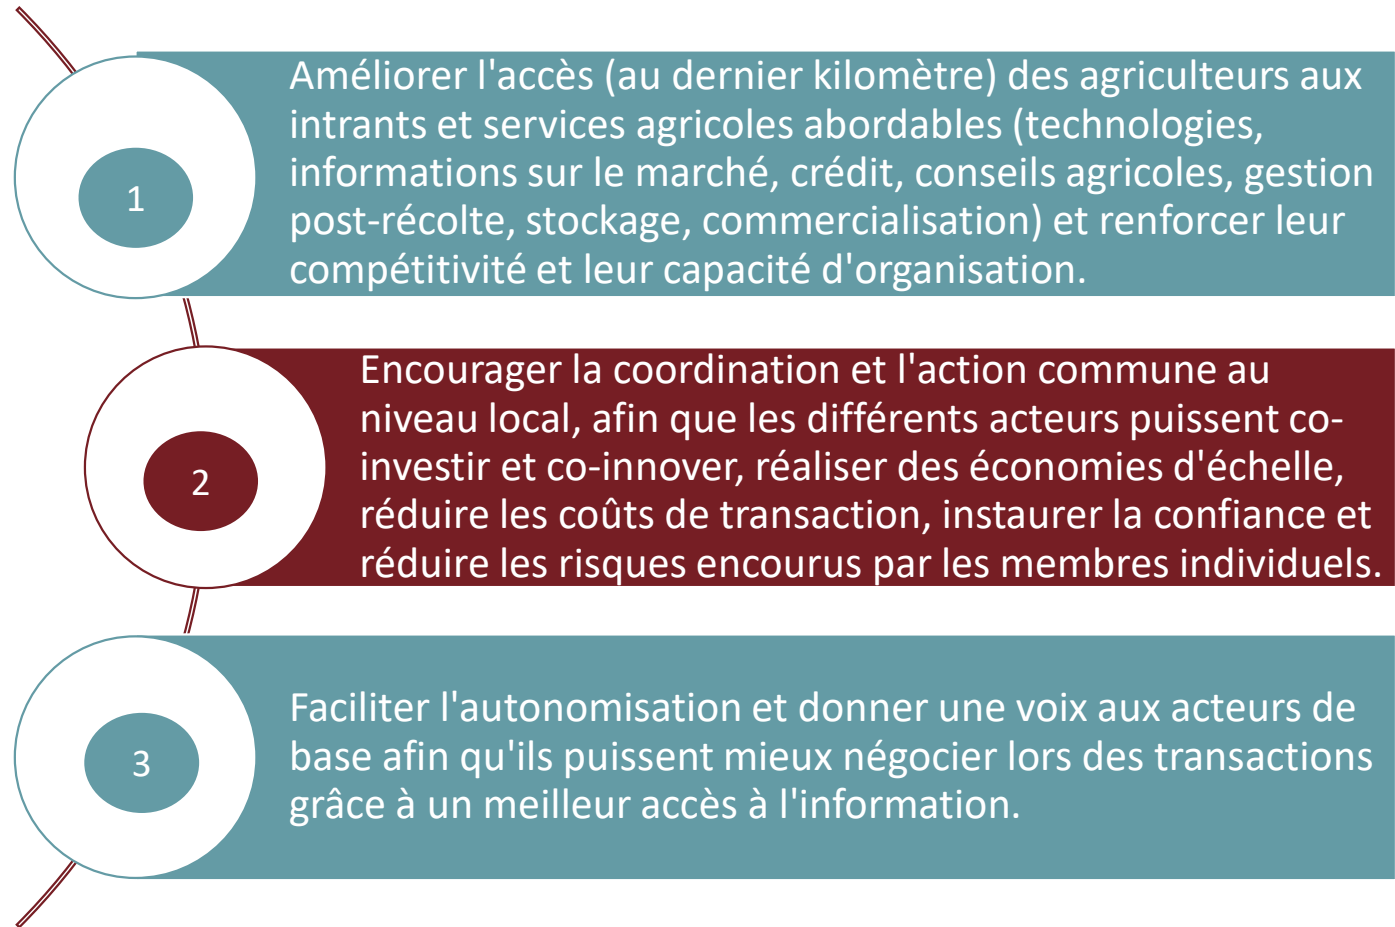 1
Améliorer l'accès (au dernier kilomètre) des agriculteurs aux
intrants et services agricoles abordables (technologies,
informations sur le marché, crédit, conseils agricoles, gestion
post-récolte, stockage, commercialisation) et renforcer leur
compétitivité et leur capacité d'organisation.
2
Encourager la coordination et l'action commune au
niveau local, afin que les différents acteurs puissent co-
investir et co-innover, réaliser des économies d'échelle,
réduire les coûts de transaction, instaurer la confiance et
réduire les risques encourus par les membres individuels.
3
Faciliter l'autonomisation et donner une voix aux acteurs de
base afin qu'ils puissent mieux négocier lors des transactions
grâce à un meilleur accès à l'information.